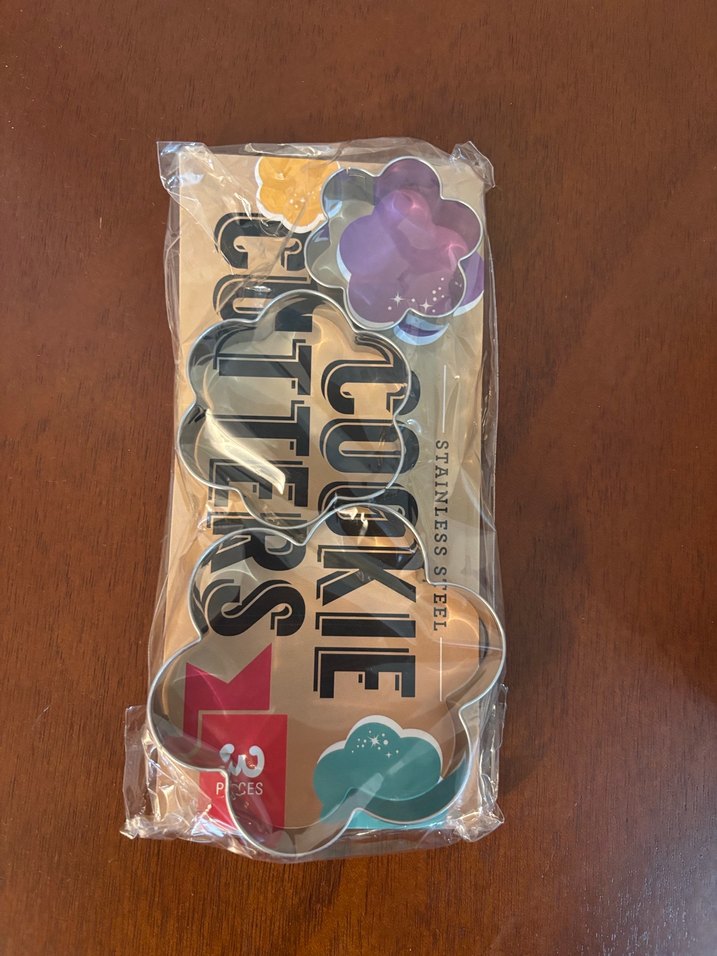 STAINLESS STEEL
COOKIE
CUTTERS
3
PIECES